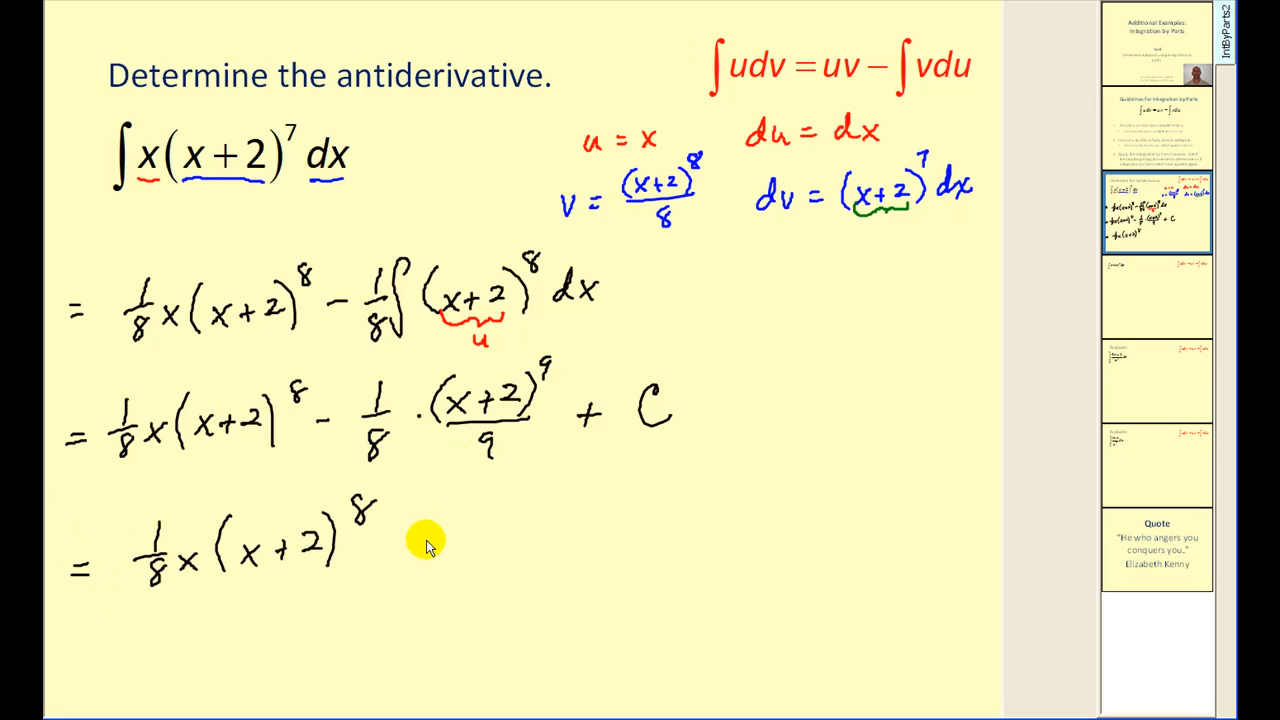 Determine the antiderivative.
∫udv = uv − ∫vdu
∫x(x+2)⁷ dx
u = x   du = dx
v = (x+2)⁸/8   dv = (x+2)⁷ dx
= 1/8 x(x+2)⁸ − 1/8 ∫(x+2)⁸ dx
u
= 1/8 x(x+2)⁸ − 1/8 · (x+2)⁹/9 + C
= 1/8 x(x+2)⁸
IntByParts2
Additional Examples:
Integration by Parts
Guidelines for Integration by Parts
∫udv = uv − ∫vdu
Quote
"He who angers you
conquers you."
Elizabeth Kenny